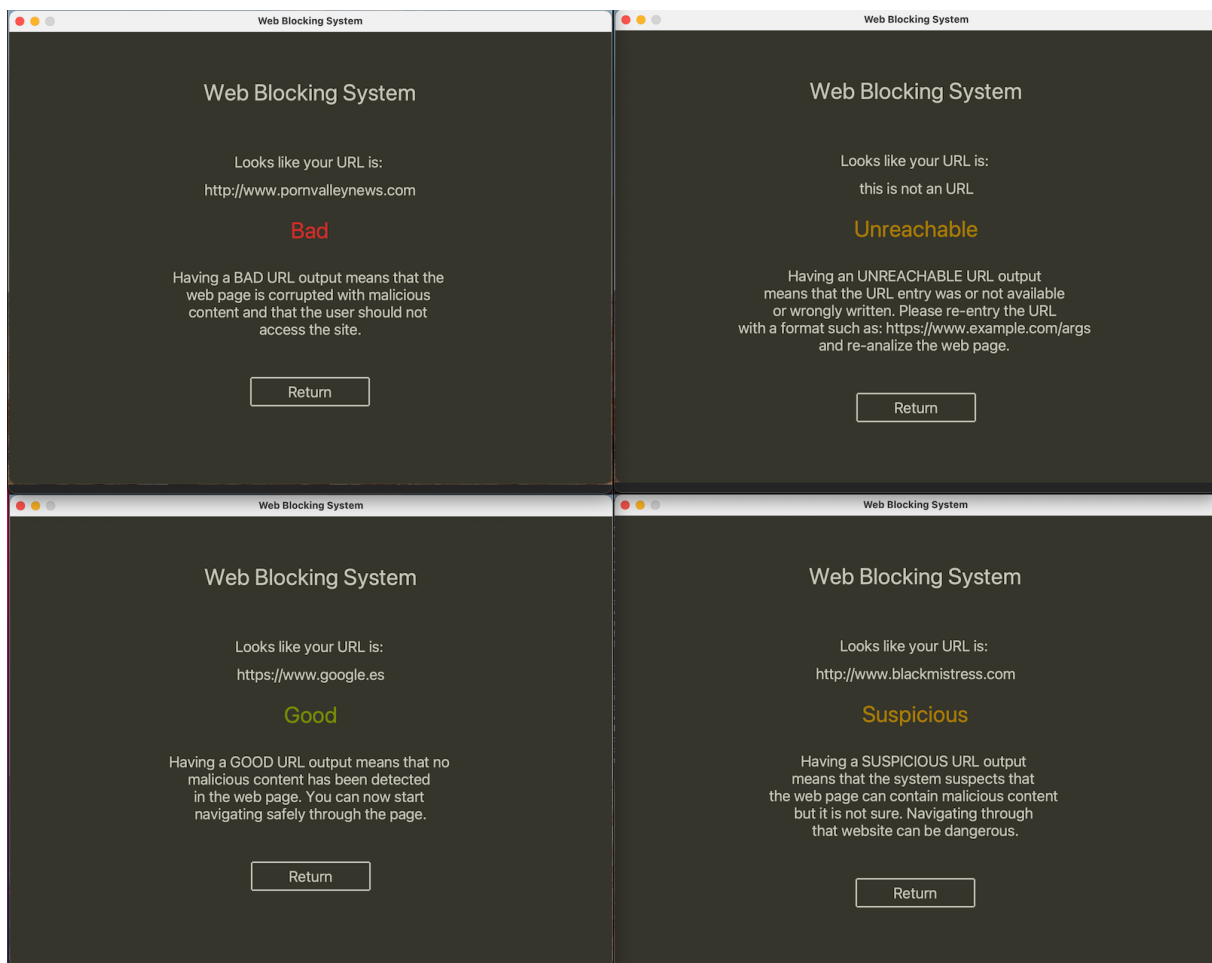 Web Blocking System
Web Blocking System
Looks like your URL is:
http://www.pornvalleynews.com
Bad
Having a BAD URL output means that the
web page is corrupted with malicious
content and that the user should not
access the site.
Return
Web Blocking System
Web Blocking System
Looks like your URL is:
this is not an URL
Unreachable
Having an UNREACHABLE URL output
means that the URL entry was or not available
or wrongly written. Please re-entry the URL
with a format such as: https://www.example.com/args
and re-analize the web page.
Return
Web Blocking System
Web Blocking System
Looks like your URL is:
https://www.google.es
Good
Having a GOOD URL output means that no
malicious content has been detected
in the web page. You can now start
navigating safely through the page.
Return
Web Blocking System
Web Blocking System
Looks like your URL is:
http://www.blackmistress.com
Suspicious
Having a SUSPICIOUS URL output
means that the system suspects that
the web page can contain malicious content
but it is not sure. Navigating through
that website can be dangerous.
Return